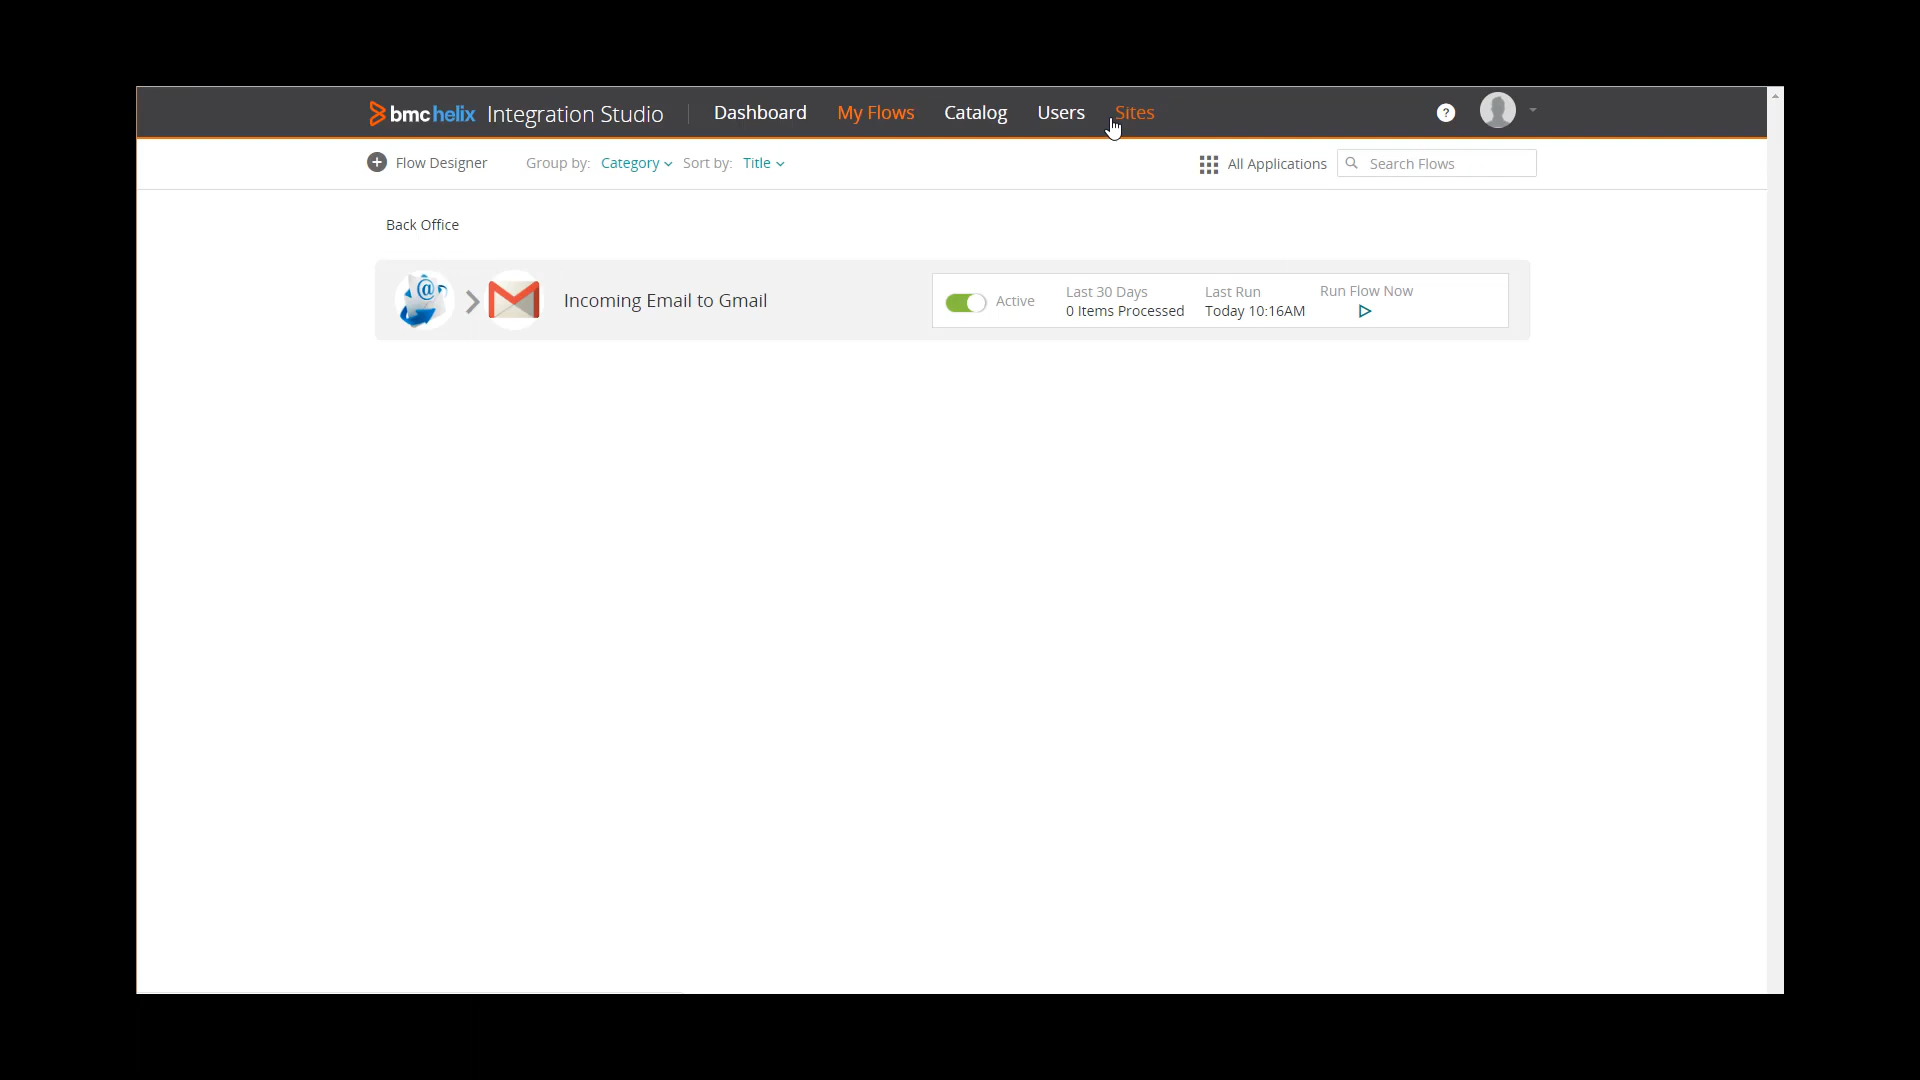 bmchelix Integration Studio Dashboard My Flows Catalog Users Sites ?
Flow Designer Group by: Category Sort by: Title All Applications Search Flows
Back Office
Incoming Email to Gmail
Active
Last 30 Days
0 Items Processed
Last Run
Today 10:16AM
Run Flow Now